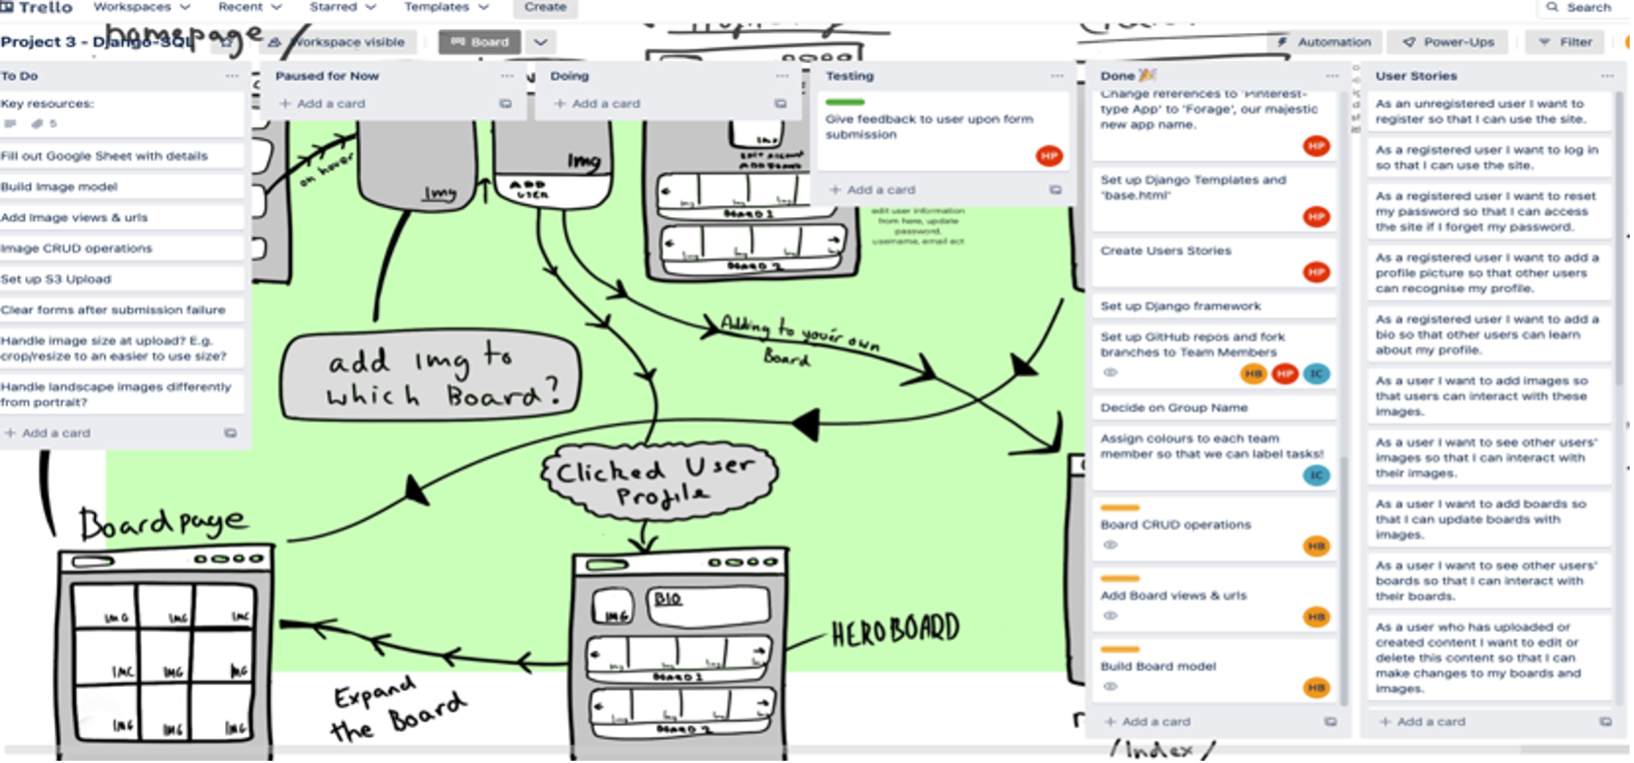 Trello
Workspaces
Recent
Starred
Templates
Create
Search
homepage
Project 3 - Django-SQL
Workspace visible
Board
Automation
Power-Ups
Filter
To Do
Key resources:
5
Fill out Google Sheet with details
Build Image model
Add Image views & urls
Image CRUD operations
Set up S3 Upload
Clear forms after submission failure
Handle image size at upload? E.g.
crop/resize to an easier to use size?
Handle landscape images differently
from portrait?
+ Add a card
Paused for Now
+ Add a card
Doing
+ Add a card
Testing
Give feedback to user upon form
submission
HP
+ Add a card
Done 🎉
Change references to 'Pinterest-
type App' to 'Forage', our majestic
new app name.
HP
Set up Django Templates and
'base.html'
HP
Create Users Stories
HP
Set up Django framework
Set up GitHub repos and fork
branches to Team Members
HB HP IC
Decide on Group Name
Assign colours to each team
member so that we can label tasks!
IC
Board CRUD operations
HB
Add Board views & urls
HB
Build Board model
HB
+ Add a card
User Stories
As an unregistered user I want to
register so that I can use the site.
As a registered user I want to log in
so that I can use the site.
As a registered user I want to reset
my password so that I can access
the site if I forget my password.
As a registered user I want to add a
profile picture so that other users
can recognise my profile.
As a registered user I want to add a
bio so that other users can learn
about my profile.
As a user I want to add images so
that users can interact with these
images.
As a user I want to see other users'
images so that I can interact with
their images.
As a user I want to add boards so
that I can update boards with
images.
As a user I want to see other users'
boards so that I can interact with
their boards.
As a user who has uploaded or
created content I want to edit or
delete this content so that I can
make changes to my boards and
images.
+ Add a card
on hover
Img
Img
ADD
USER
Img
BOARD 1
BOARD 2
edit user information
from here, update
password,
username, email ect
add img to
which Board?
Adding to your own
Board
Clicked User
Profile
Board page
IMG IMG IMG
IMG IMG IMG
IMG IMG IMG
Expand
the Board
IMG
BIO
BOARD 1
BOARD 2
HEROBOARD
/Index/